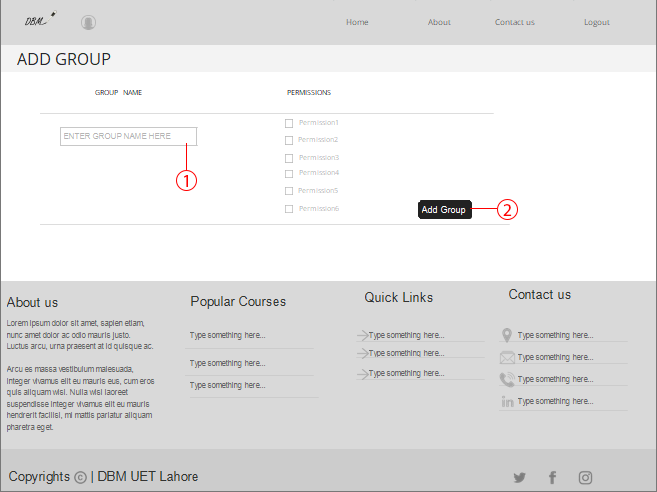 DBM
Home About Contact us Logout
ADD GROUP
GROUP NAME PERMISSIONS
Permission1
ENTER GROUP NAME HERE
Permission2
Permission3
1
Permission4
Permission5
Permission6
Add Group
2
About us
Lorem ipsum dolor sit amet, sapien etiam,
nunc amet dolor ac odio mauris justo.
Luctus arcu, urna praesent at id quisque ac.
Arcu es massa vestibulum malesuada,
integer vivamus elit eu mauris eus, cum eros
quis aliquam wisi. Nulla wisi laoreet
suspendisse integer vivamus elit eu mauris
hendrerit facilisi, mi mattis pariatur aliquam
pharetra eget.
Popular Courses
Type something here...
Type something here...
Type something here...
Quick Links
Type something here...
Type something here...
Type something here...
Contact us
Type something here...
Type something here...
Type something here...
Type something here...
Copyrights © | DBM UET Lahore